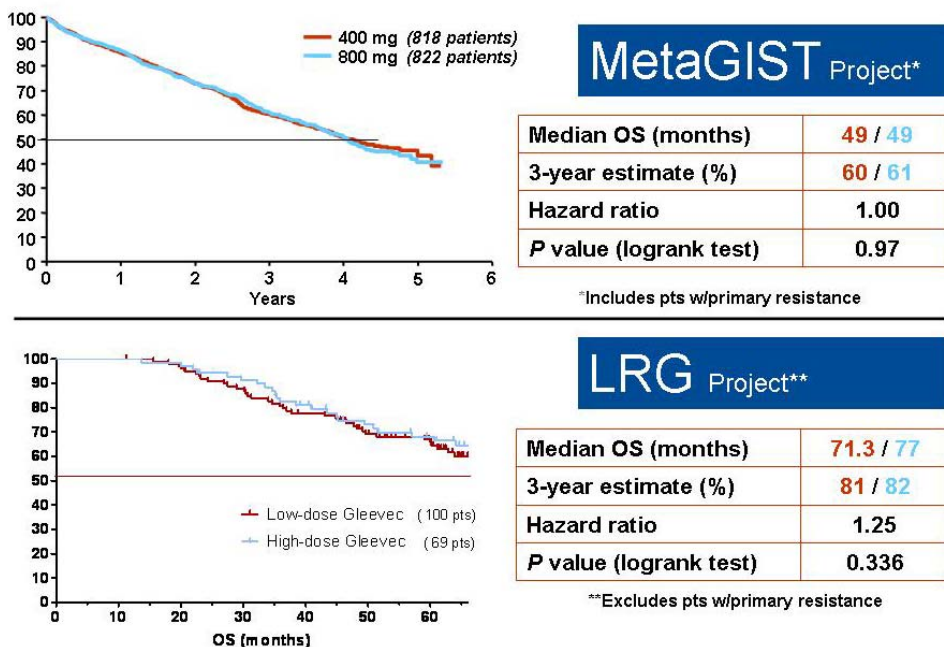 100
90
80
70
60
50
40
30
20
10
0
0 1 2 3 4 5 6
Years
400 mg (818 patients)
800 mg (822 patients)
MetaGIST Project*
Median OS (months) 49 / 49
3-year estimate (%) 60 / 61
Hazard ratio 1.00
P value (logrank test) 0.97
*Includes pts w/primary resistance
100
90
80
70
60
50
40
30
20
10
0
0 10 20 30 40 50 60
OS (months)
Low-dose Gleevec (100 pts)
High-dose Gleevec (69 pts)
LRG Project**
Median OS (months) 71.3 / 77
3-year estimate (%) 81 / 82
Hazard ratio 1.25
P value (logrank test) 0.336
**Excludes pts w/primary resistance